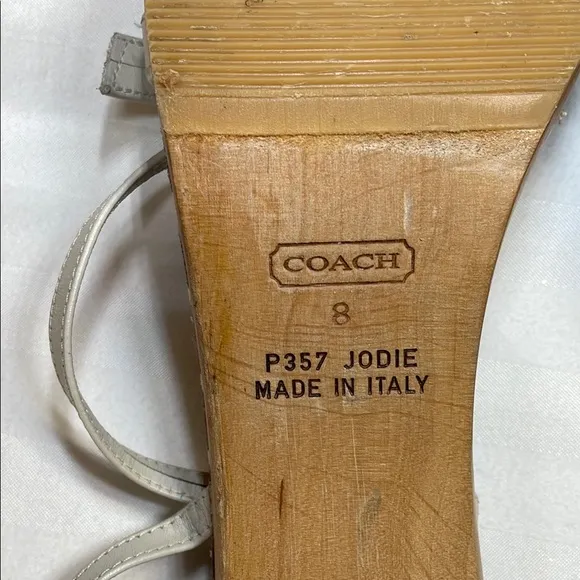 COACH
8
P357 JODIE
MADE IN ITALY